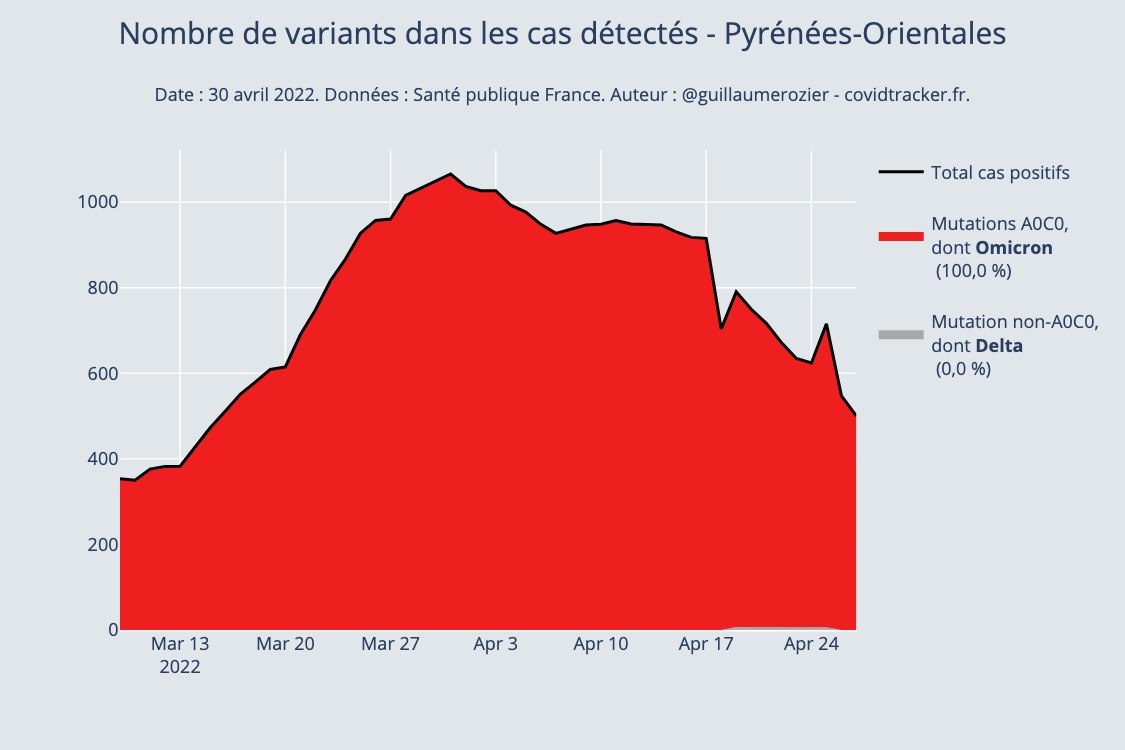 Nombre de variants dans les cas détectés - Pyrénées-Orientales
Date : 30 avril 2022. Données : Santé publique France. Auteur : @guillaumerozier - covidtracker.fr.
Total cas positifs
Mutations A0C0,
dont Omicron
(100,0 %)
Mutation non-A0C0,
dont Delta
(0,0 %)
1000
800
600
400
200
0
Mar 13 Mar 20 Mar 27 Apr 3 Apr 10 Apr 17 Apr 24
2022